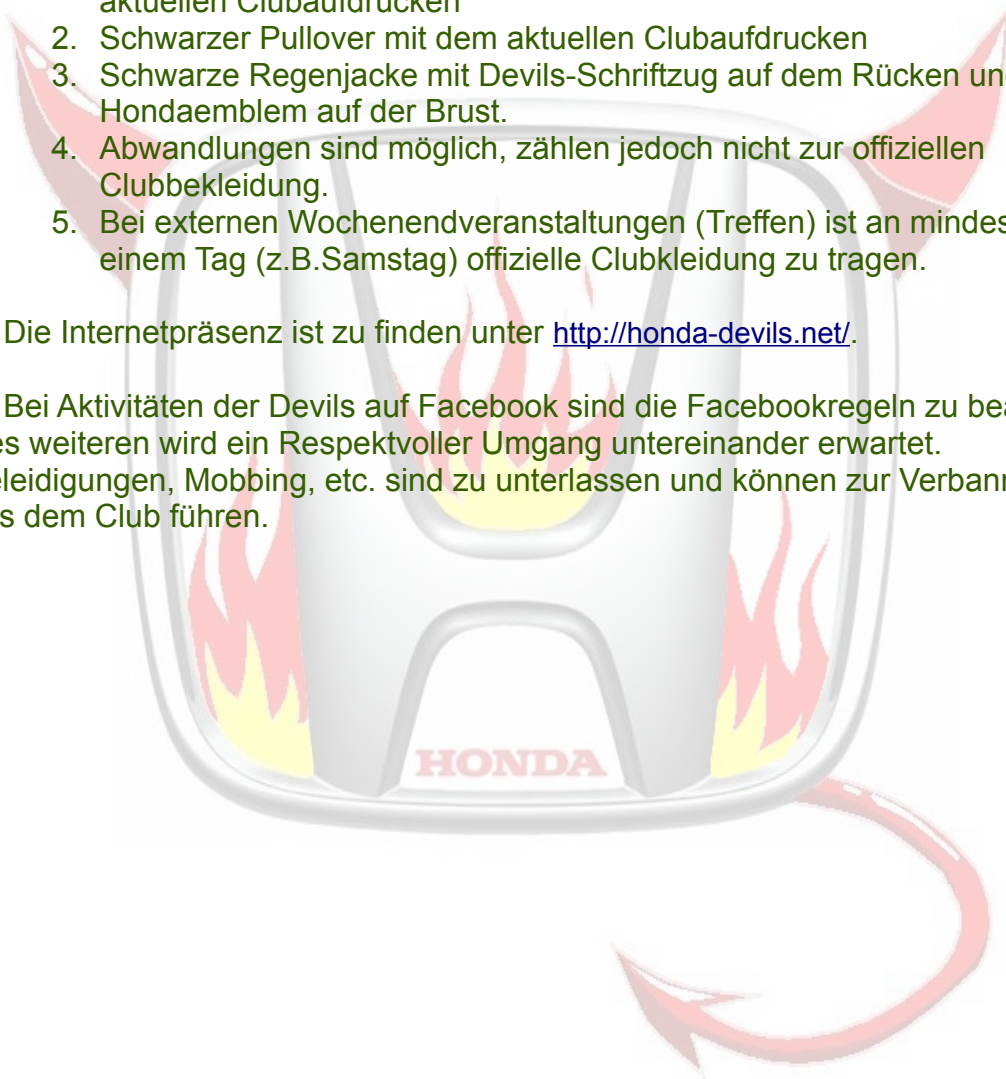 aktuellen Clubaufdrucken
2. Schwarzer Pullover mit dem aktuellen Clubaufdrucken
3. Schwarze Regenjacke mit Devils-Schriftzug auf dem Rücken un
Hondaemblem auf der Brust.
4. Abwandlungen sind möglich, zählen jedoch nicht zur offiziellen
Clubbekleidung.
5. Bei externen Wochenendveranstaltungen (Treffen) ist an mindes
einem Tag (z.B.Samstag) offizielle Clubkleidung zu tragen.
Die Internetpräsenz ist zu finden unter http://honda-devils.net/.
Bei Aktivitäten der Devils auf Facebook sind die Facebookregeln zu bea
es weiteren wird ein Respektvoller Umgang untereinander erwartet.
eleidigungen, Mobbing, etc. sind zu unterlassen und können zur Verbann
s dem Club führen.
HONDA